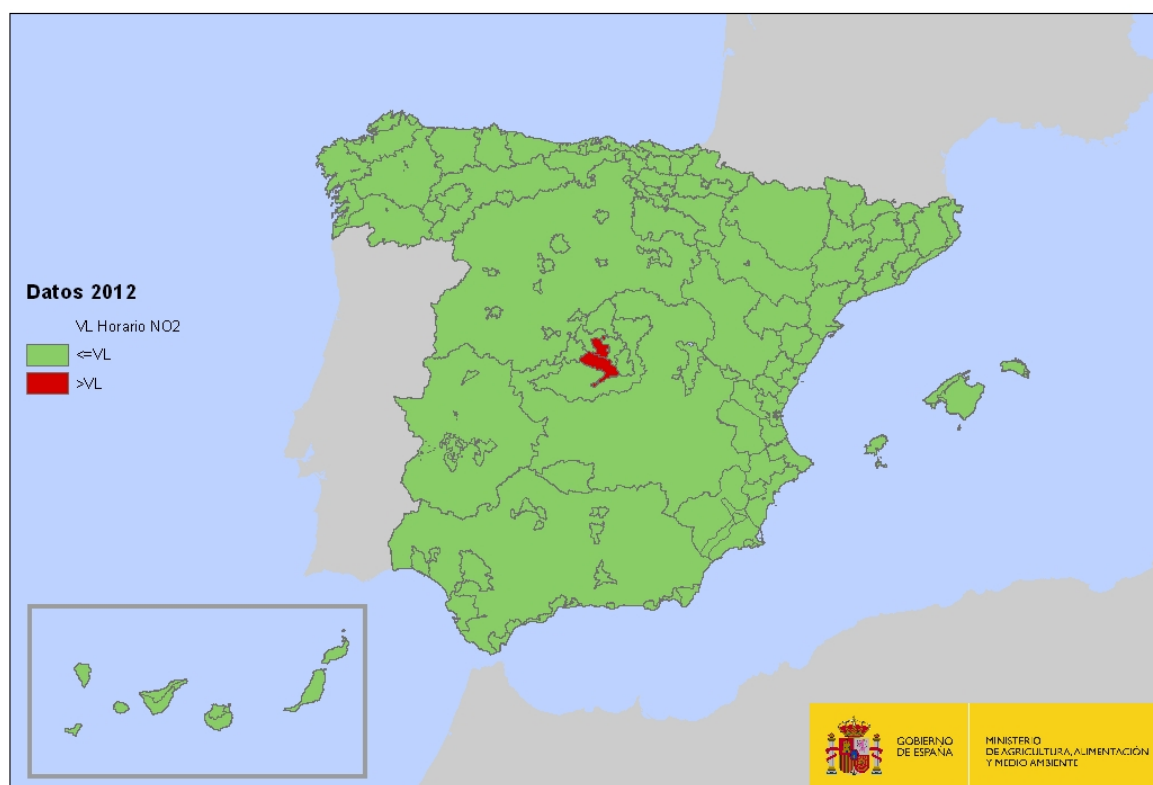 Datos 2012
VL Horario NO2
<=VL
>VL
GOBIERNO
DE ESPAÑA
MINISTERIO
DE AGRICULTURA, ALIMENTACIÓN
Y MEDIO AMBIENTE